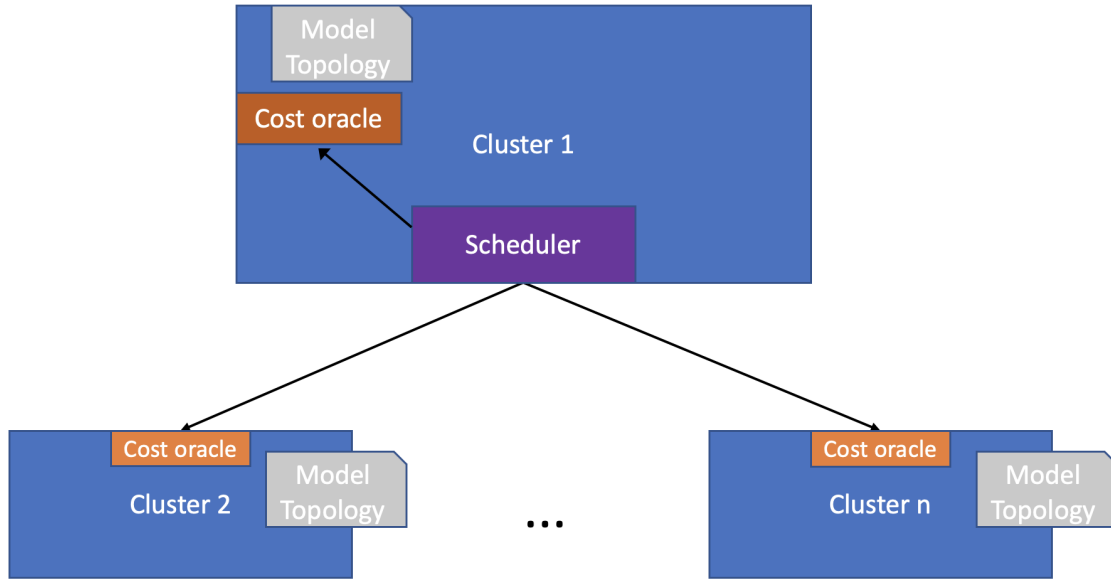 Model
Topology
Cost oracle
Cluster 1
Scheduler
Cost oracle
Model
Topology
Cluster 2
...
Cost oracle
Model
Topology
Cluster n